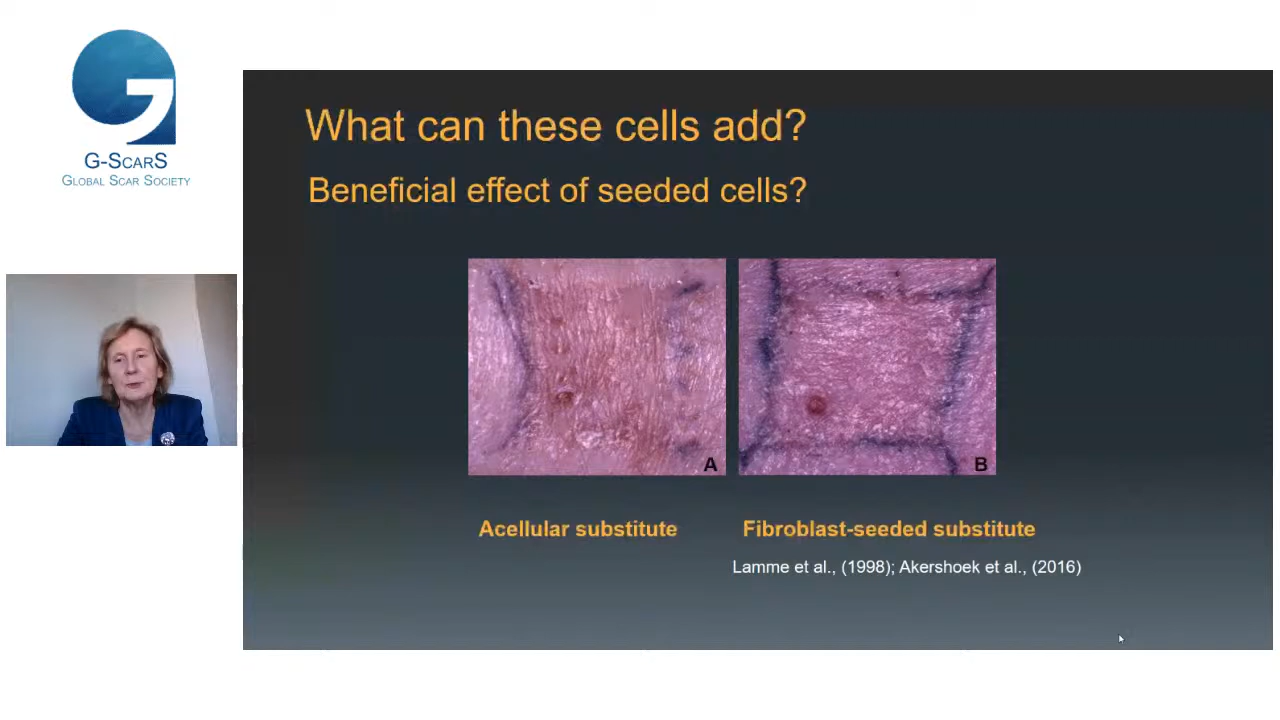 G-SCARS
GLOBAL SCAR SOCIETY
What can these cells add?
Beneficial effect of seeded cells?
A
B
Acellular substitute
Fibroblast-seeded substitute
Lamme et al., (1998); Akershoek et al., (2016)